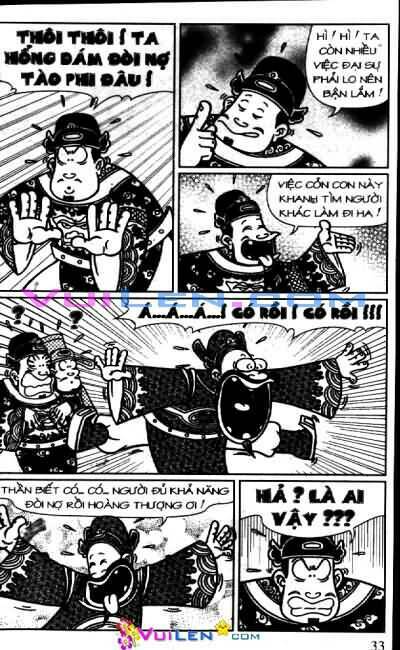 THÔI THÔI! TA
HỔNG DÁM ĐÒI NỢ
TÀO PHI ĐÂU!
HÌ! HÌ! TA
CÒN NHIỀU
VIỆC ĐẠI SỰ
PHẢI LO NÊN
BẬN LẮM!
VIỆC CỎN CON NÀY
KHANH TÌM NGƯỜI
KHÁC LÀM ĐI HA!
? ?
A...A...A...! CÓ RỒI! CÓ RỒI!!!
VUILEN.COM
THẦN BIẾT CÓ... CÓ... NGƯỜI ĐỦ KHẢ NĂNG
ĐÒI NỢ RỒI HOÀNG THƯỢNG ƠI!
HẢ? LÀ AI
VẬY???
VUILEN.COM
33